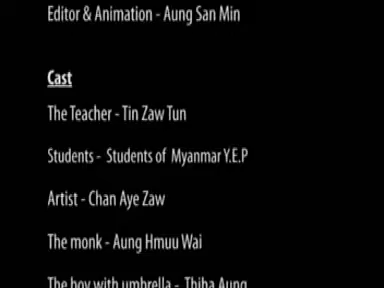 Editor & Animation - Aung San Min
Cast
The Teacher - Tin Zaw Tun
Students - Students of Myanmar Y.E.P
Artist - Chan Aye Zaw
The monk - Aung Hmuu Wai
The boy with umbrella - Thiha Aung